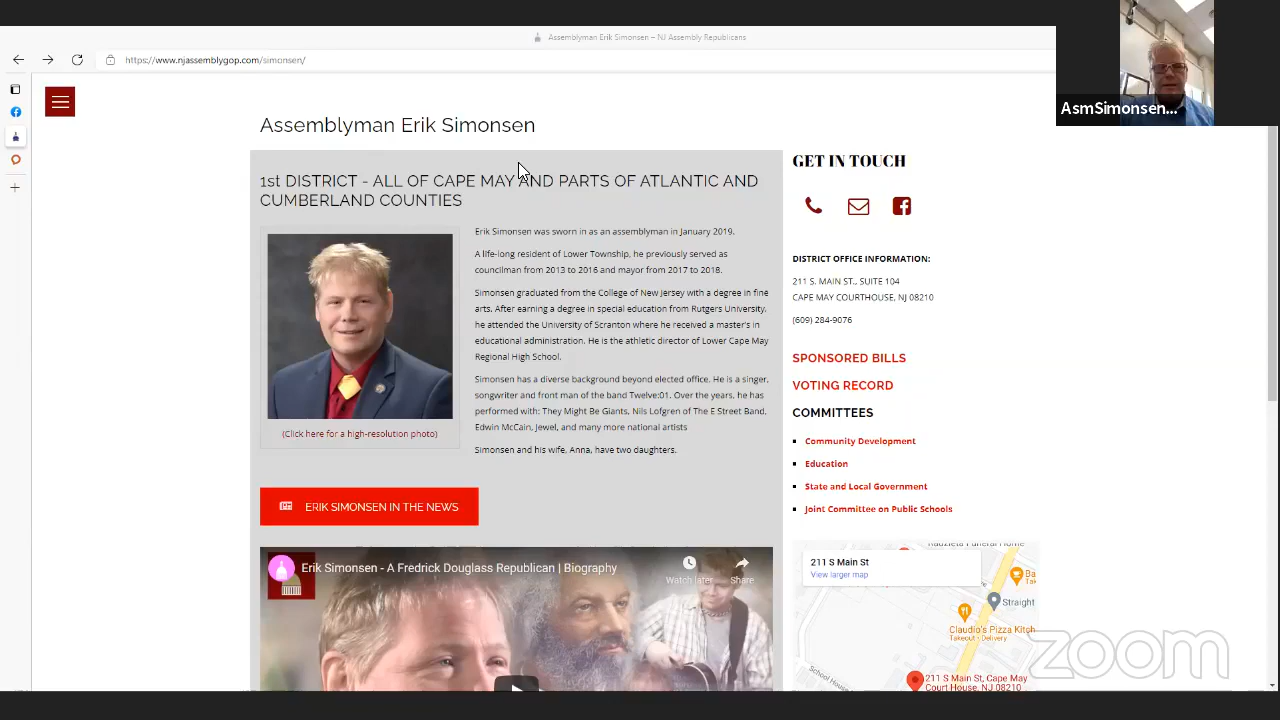 Assemblyman Erik Simonsen – NJ Assembly Republicans
https://www.njassemblygop.com/simonsen/
AsmSimonsen...
Assemblyman Erik Simonsen
1st DISTRICT - ALL OF CAPE MAY AND PARTS OF ATLANTIC AND
CUMBERLAND COUNTIES
Erik Simonsen was sworn in as an assemblyman in January 2019.
A life-long resident of Lower Township, he previously served as
councilman from 2013 to 2016 and mayor from 2017 to 2018.
Simonsen graduated from the College of New Jersey with a degree in fine
arts. After earning a degree in special education from Rutgers University,
he attended the University of Scranton where he received a master's in
educational administration. He is the athletic director of Lower Cape May
Regional High School.
Simonsen has a diverse background beyond elected office. He is a singer,
songwriter and front man of the band Twelve:01. Over the years, he has
performed with: They Might Be Giants, Nils Lofgren of The E Street Band,
Edwin McCain, Jewel, and many more national artists
Simonsen and his wife, Anna, have two daughters.
(Click here for a high-resolution photo)
ERIK SIMONSEN IN THE NEWS
Erik Simonsen - A Fredrick Douglass Republican | Biography
Watch later
Share
GET IN TOUCH
DISTRICT OFFICE INFORMATION:
211 S. MAIN ST., SUITE 104
CAPE MAY COURTHOUSE, NJ 08210
(609) 284-9076
SPONSORED BILLS
VOTING RECORD
COMMITTEES
Community Development
Education
State and Local Government
Joint Committee on Public Schools
Radzieta Funeral Home
211 S Main St
View larger map
Ba
Take
Straight
Claudio's Pizza Kitch
Takeout · Delivery
School House
211 S Main St, Cape May
Court House, NJ 08210
zoom